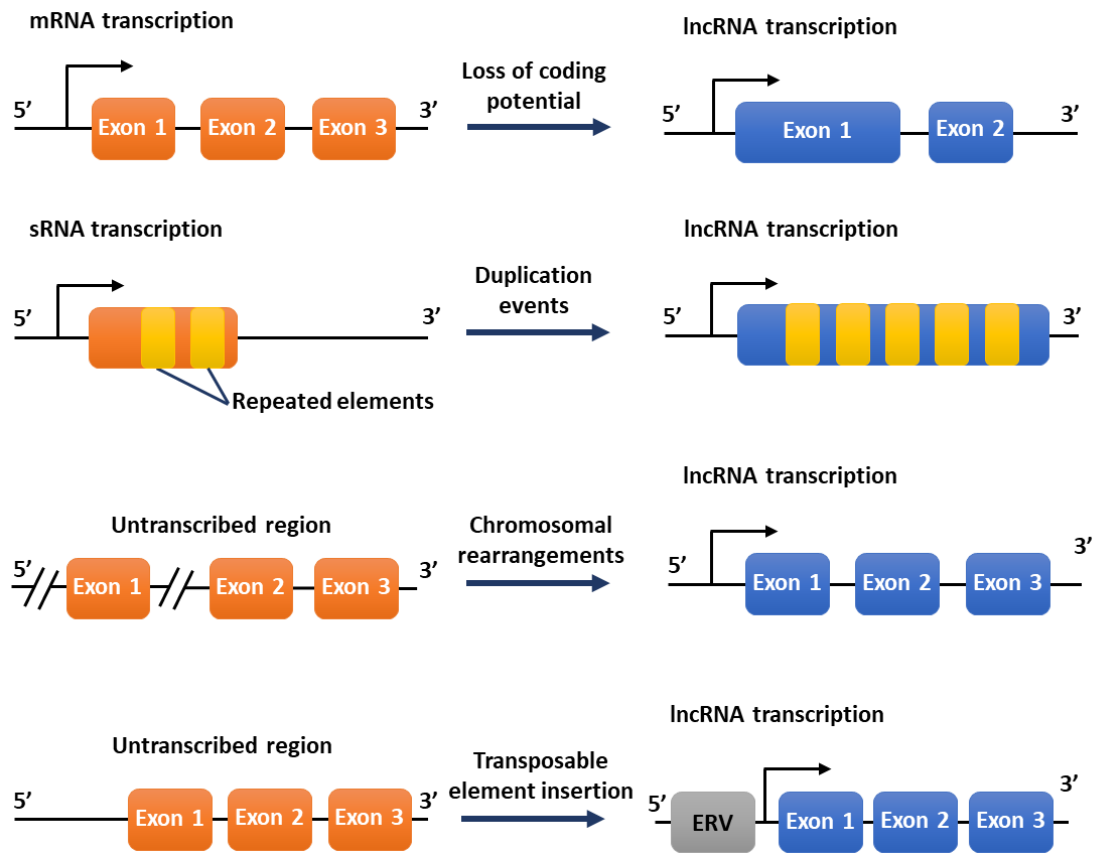 mRNA transcription
lncRNA transcription
Loss of coding
potential
5’
3’
5’
3’
Exon 1
Exon 2
Exon 3
Exon 1
Exon 2
sRNA transcription
lncRNA transcription
Duplication
events
5’
3’
5’
3’
Repeated elements
lncRNA transcription
Untranscribed region
Chromosomal
rearrangements
5’
3’
5’
3’
Exon 1
Exon 2
Exon 3
Exon 1
Exon 2
Exon 3
lncRNA transcription
Untranscribed region
Transposable
element insertion
5’
3’
5’
3’
Exon 1
Exon 2
Exon 3
ERV
Exon 1
Exon 2
Exon 3